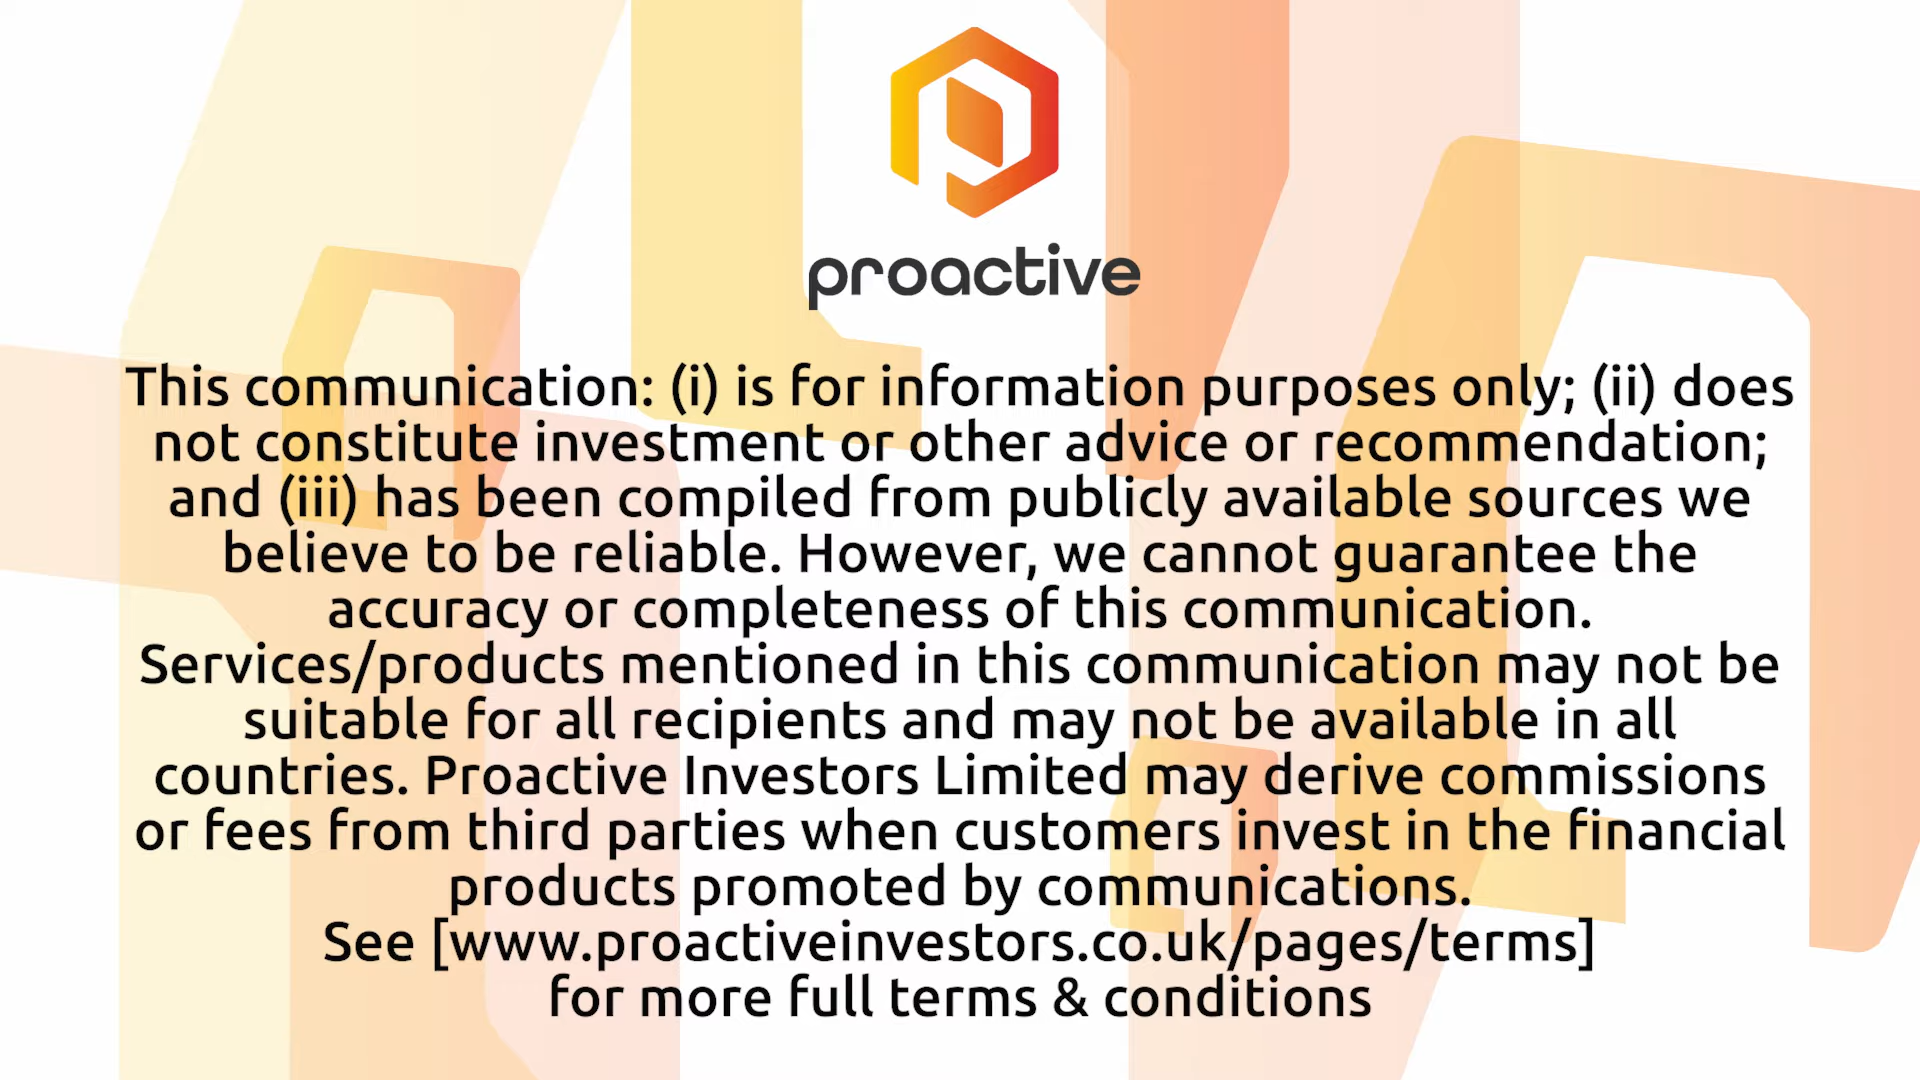 proactive
This communication: (i) is for information purposes only; (ii) does
not constitute investment or other advice or recommendation;
and (iii) has been compiled from publicly available sources we
believe to be reliable. However, we cannot guarantee the
accuracy or completeness of this communication.
Services/products mentioned in this communication may not be
suitable for all recipients and may not be available in all
countries. Proactive Investors Limited may derive commissions
or fees from third parties when customers invest in the financial
products promoted by communications.
See [www.proactiveinvestors.co.uk/pages/terms]
for more full terms & conditions